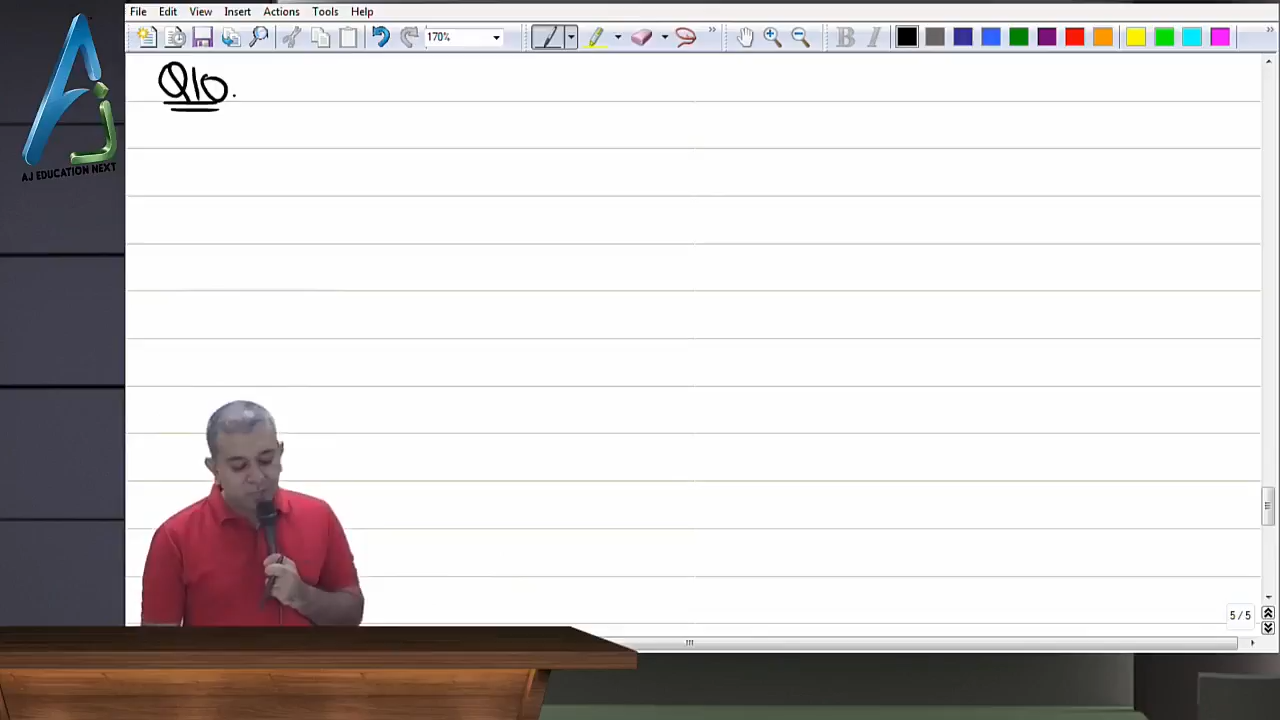 File Edit View Insert Actions Tools Help
170%
B I
Q10.
AJ EDUCATION NEXT
5 / 5